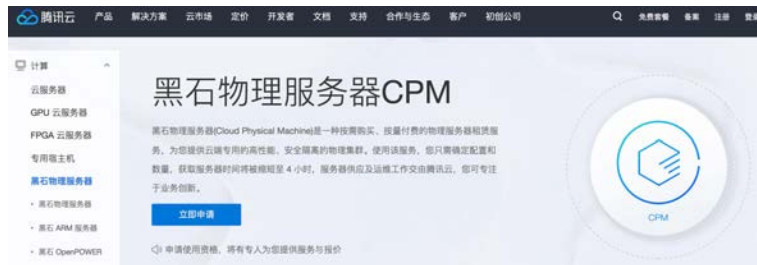 腾讯云 产品 解决方案 云市场 定价 开发者 文档 支持 合作与生态 客户 初创公司 免费套餐 备案 注册
计算
云服务器
GPU 云服务器
FPGA 云服务器
专用宿主机
黑石物理服务器
• 黑石物理服务器
• 黑石 ARM 服务器
• 黑石 OpenPOWER
黑石物理服务器CPM
黑石物理服务器(Cloud Physical Machine)是一种按需购买、按量付费的物理服务器租赁服
务，为您提供云端专用的高性能、安全隔离的物理集群。使用该服务，您只需确定配置和
数量，获取服务器时间将被缩短至 4 小时，服务器供应及运维工作交由腾讯云，您可专注
于业务创新。
立即申请
申请使用资格，将有专人为您提供服务与报价
CPM